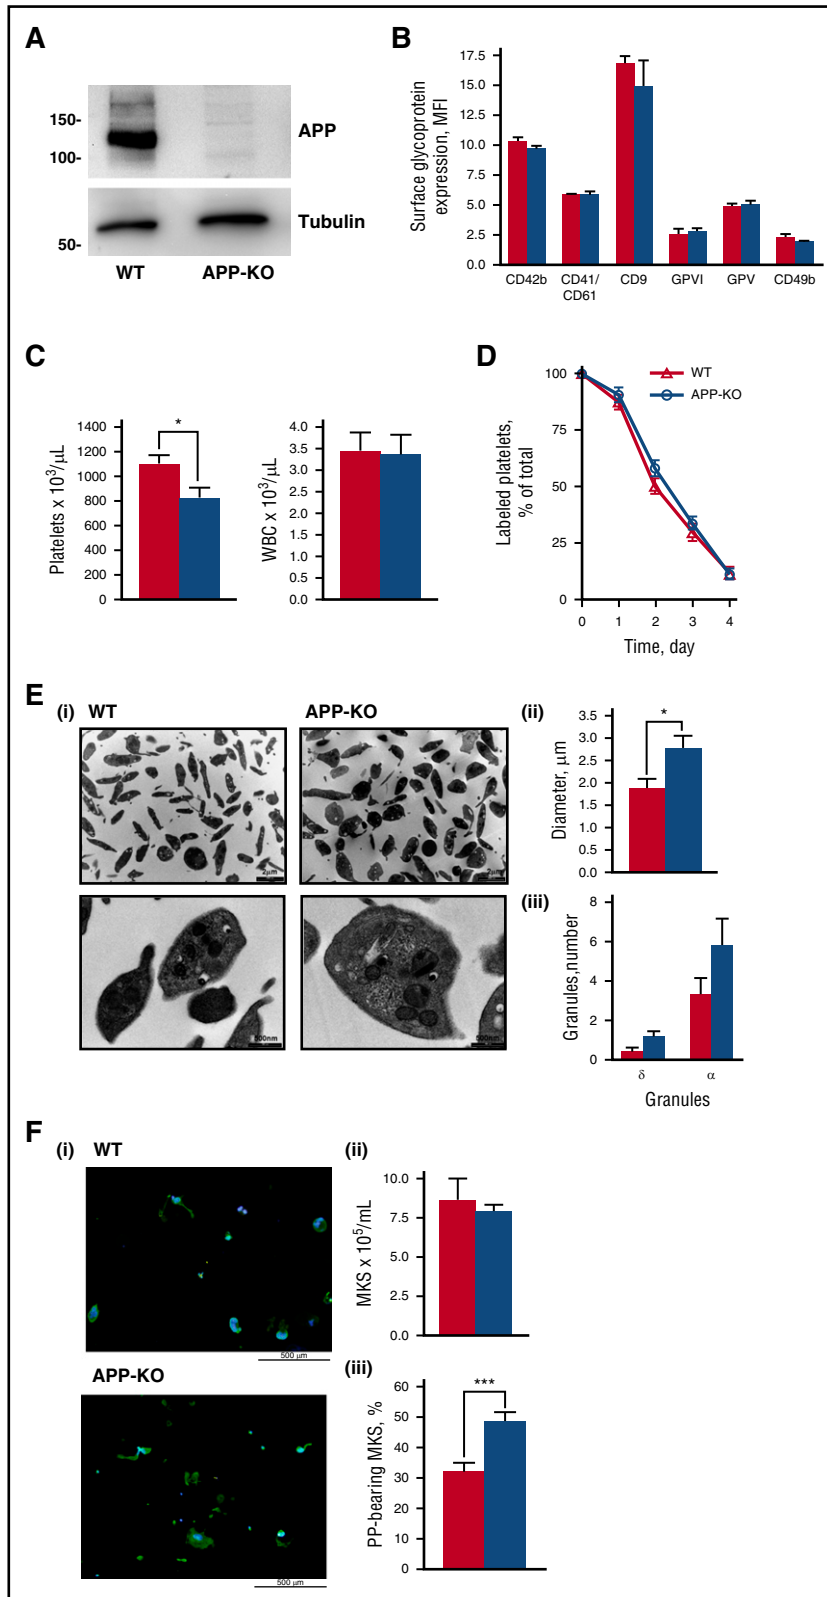 A
150-
100-
APP
50-
Tubulin
WT
APP-KO
B
Surface glycoprotein
expression, MFI
17.5
15.0
12.5
10.0
7.5
5.0
2.5
0.0
CD42b
CD41/
CD61
CD9
GPVI
GPV
CD49b
C
Platelets x 10³/µL
1400
1200
1000
800
600
400
200
0
*
WBC x 10³/µL
4.0
3.5
3.0
2.5
2.0
1.5
1.0
0.5
0.0
D
Labeled platelets,
% of total
100
75
50
25
0
WT
APP-KO
0 1 2 3 4
Time, day
E
(i) WT
APP-KO
2µm
2µm
500nm
500nm
(ii)
Diameter, µm
3.5
3.0
2.5
2.0
1.5
1.0
0.5
0.0
*
(iii)
Granules,number
8
6
4
2
0
δ α
Granules
F
(i) WT
500 µm
APP-KO
500 µm
(ii)
MKS x 10⁵/mL
10.0
7.5
5.0
2.5
0.0
(iii)
PP-bearing MKS, %
60
50
40
30
20
10
0
***